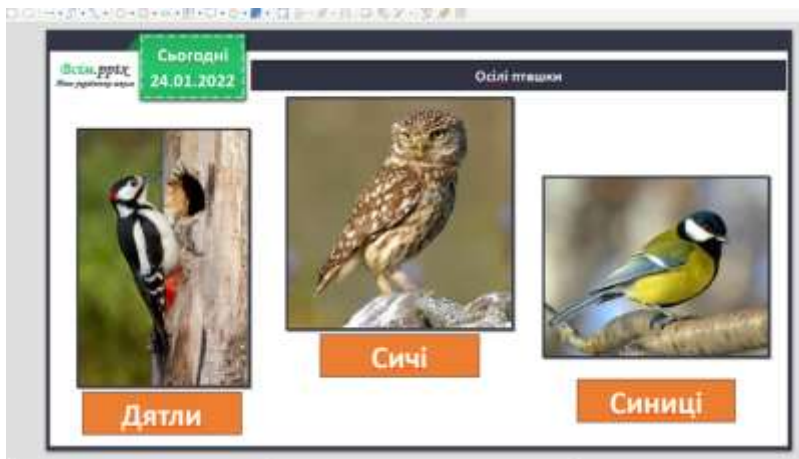 Сьогодні
24.01.2022
Всім.pptx
Осілі пташки
Сичі
Синиці
Дятли